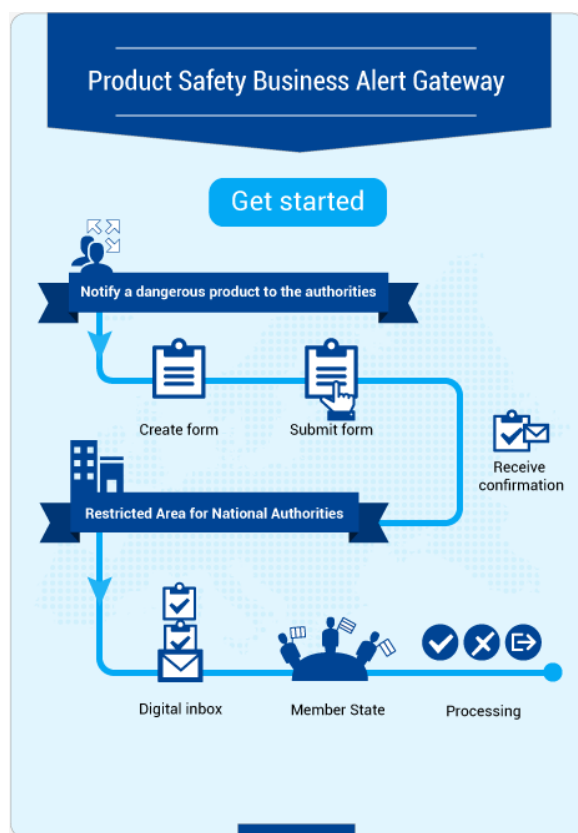 Product Safety Business Alert Gateway
Get started
Notify a dangerous product to the authorities
Create form
Submit form
Receive
confirmation
Restricted Area for National Authorities
Digital inbox
Member State
Processing